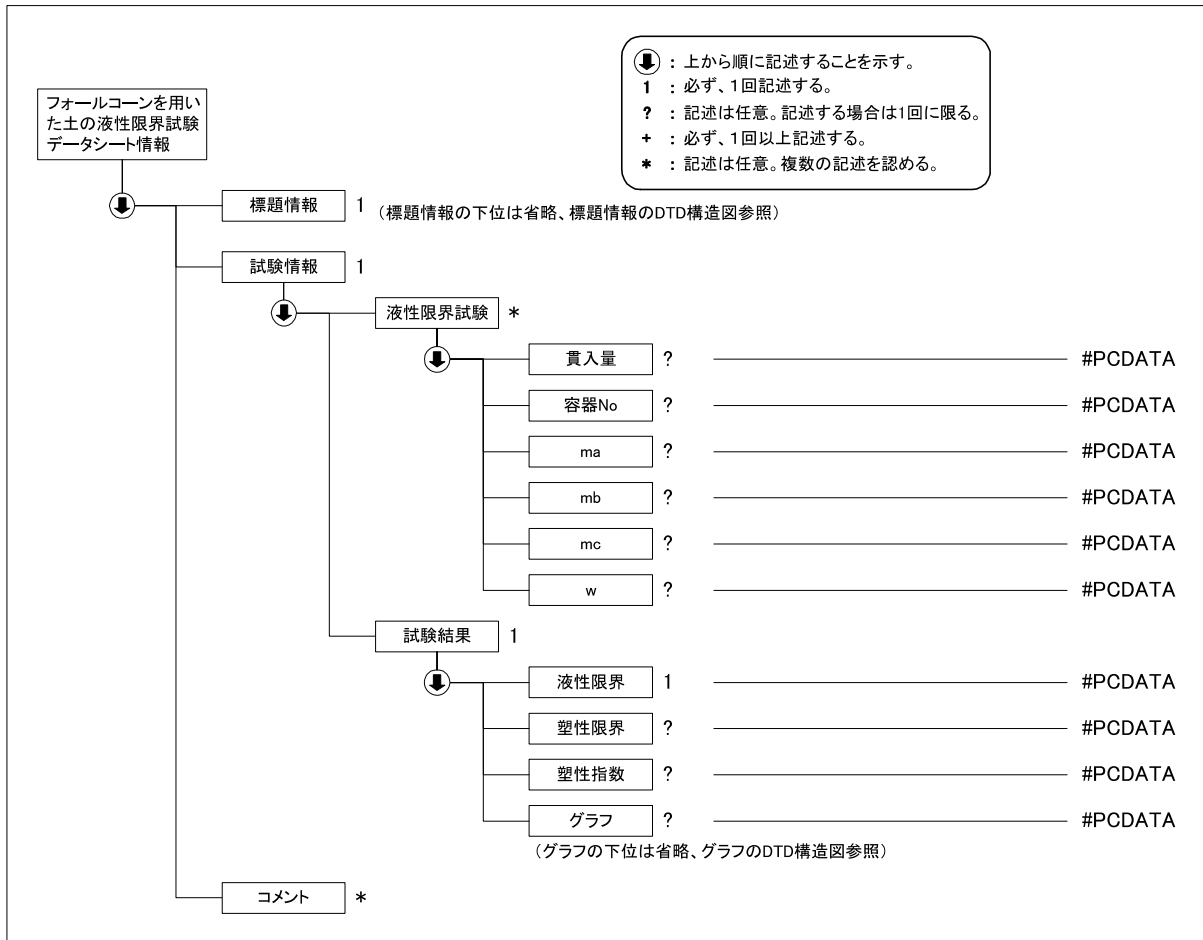 : 上から順に記述することを示す。
1 : 必ず、1回記述する。
? : 記述は任意。記述する場合は1回に限る。
+ : 必ず、1回以上記述する。
* : 記述は任意。複数の記述を認める。
フォールコーンを用い
た土の液性限界試験
データシート情報
標題情報 1 (標題情報の下位は省略、標題情報のDTD構造図参照)
試験情報 1
液性限界試験 *
貫入量 ? #PCDATA
容器No ? #PCDATA
ma ? #PCDATA
mb ? #PCDATA
mc ? #PCDATA
w ? #PCDATA
試験結果 1
液性限界 1 #PCDATA
塑性限界 ? #PCDATA
塑性指数 ? #PCDATA
グラフ ? #PCDATA
(グラフの下位は省略、グラフのDTD構造図参照)
コメント *